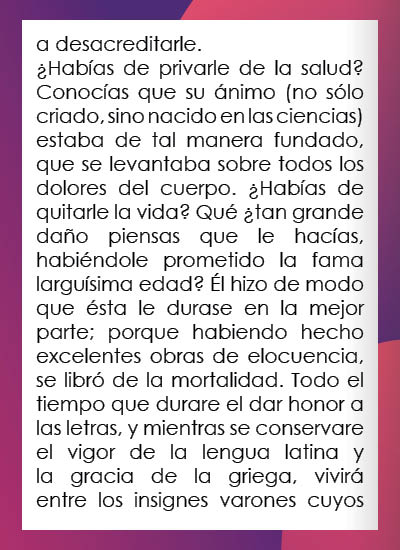 a desacreditarle.
¿Habías de privarle de la salud?
Conocías que su ánimo (no sólo
criado, sino nacido en las ciencias)
estaba de tal manera fundado,
que se levantaba sobre todos los
dolores del cuerpo. ¿Habías de
quitarle la vida? Qué ¿tan grande
daño piensas que le hacías,
habiéndole prometido la fama
larguísima edad? Él hizo de modo
que ésta le durase en la mejor
parte; porque habiendo hecho
excelentes obras de elocuencia,
se libró de la mortalidad. Todo el
tiempo que durare el dar honor a
las letras, y mientras se conservare
el vigor de la lengua latina y
la gracia de la griega, vivirá
entre los insignes varones cuyos